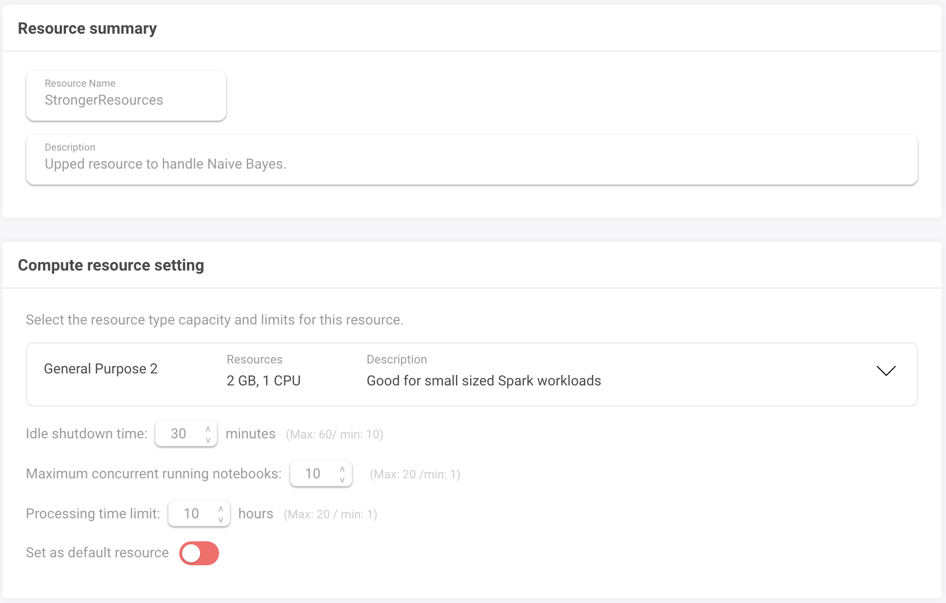 Resource summary
Resource Name
StrongerResources
Description
Upped resource to handle Naive Bayes.
Compute resource setting
Select the resource type capacity and limits for this resource.
General Purpose 2
Resources
2 GB, 1 CPU
Description
Good for small sized Spark workloads
Idle shutdown time: 30 minutes (Max: 60/ min: 10)
Maximum concurrent running notebooks: 10 (Max: 20 /min: 1)
Processing time limit: 10 hours (Max: 20 / min: 1)
Set as default resource